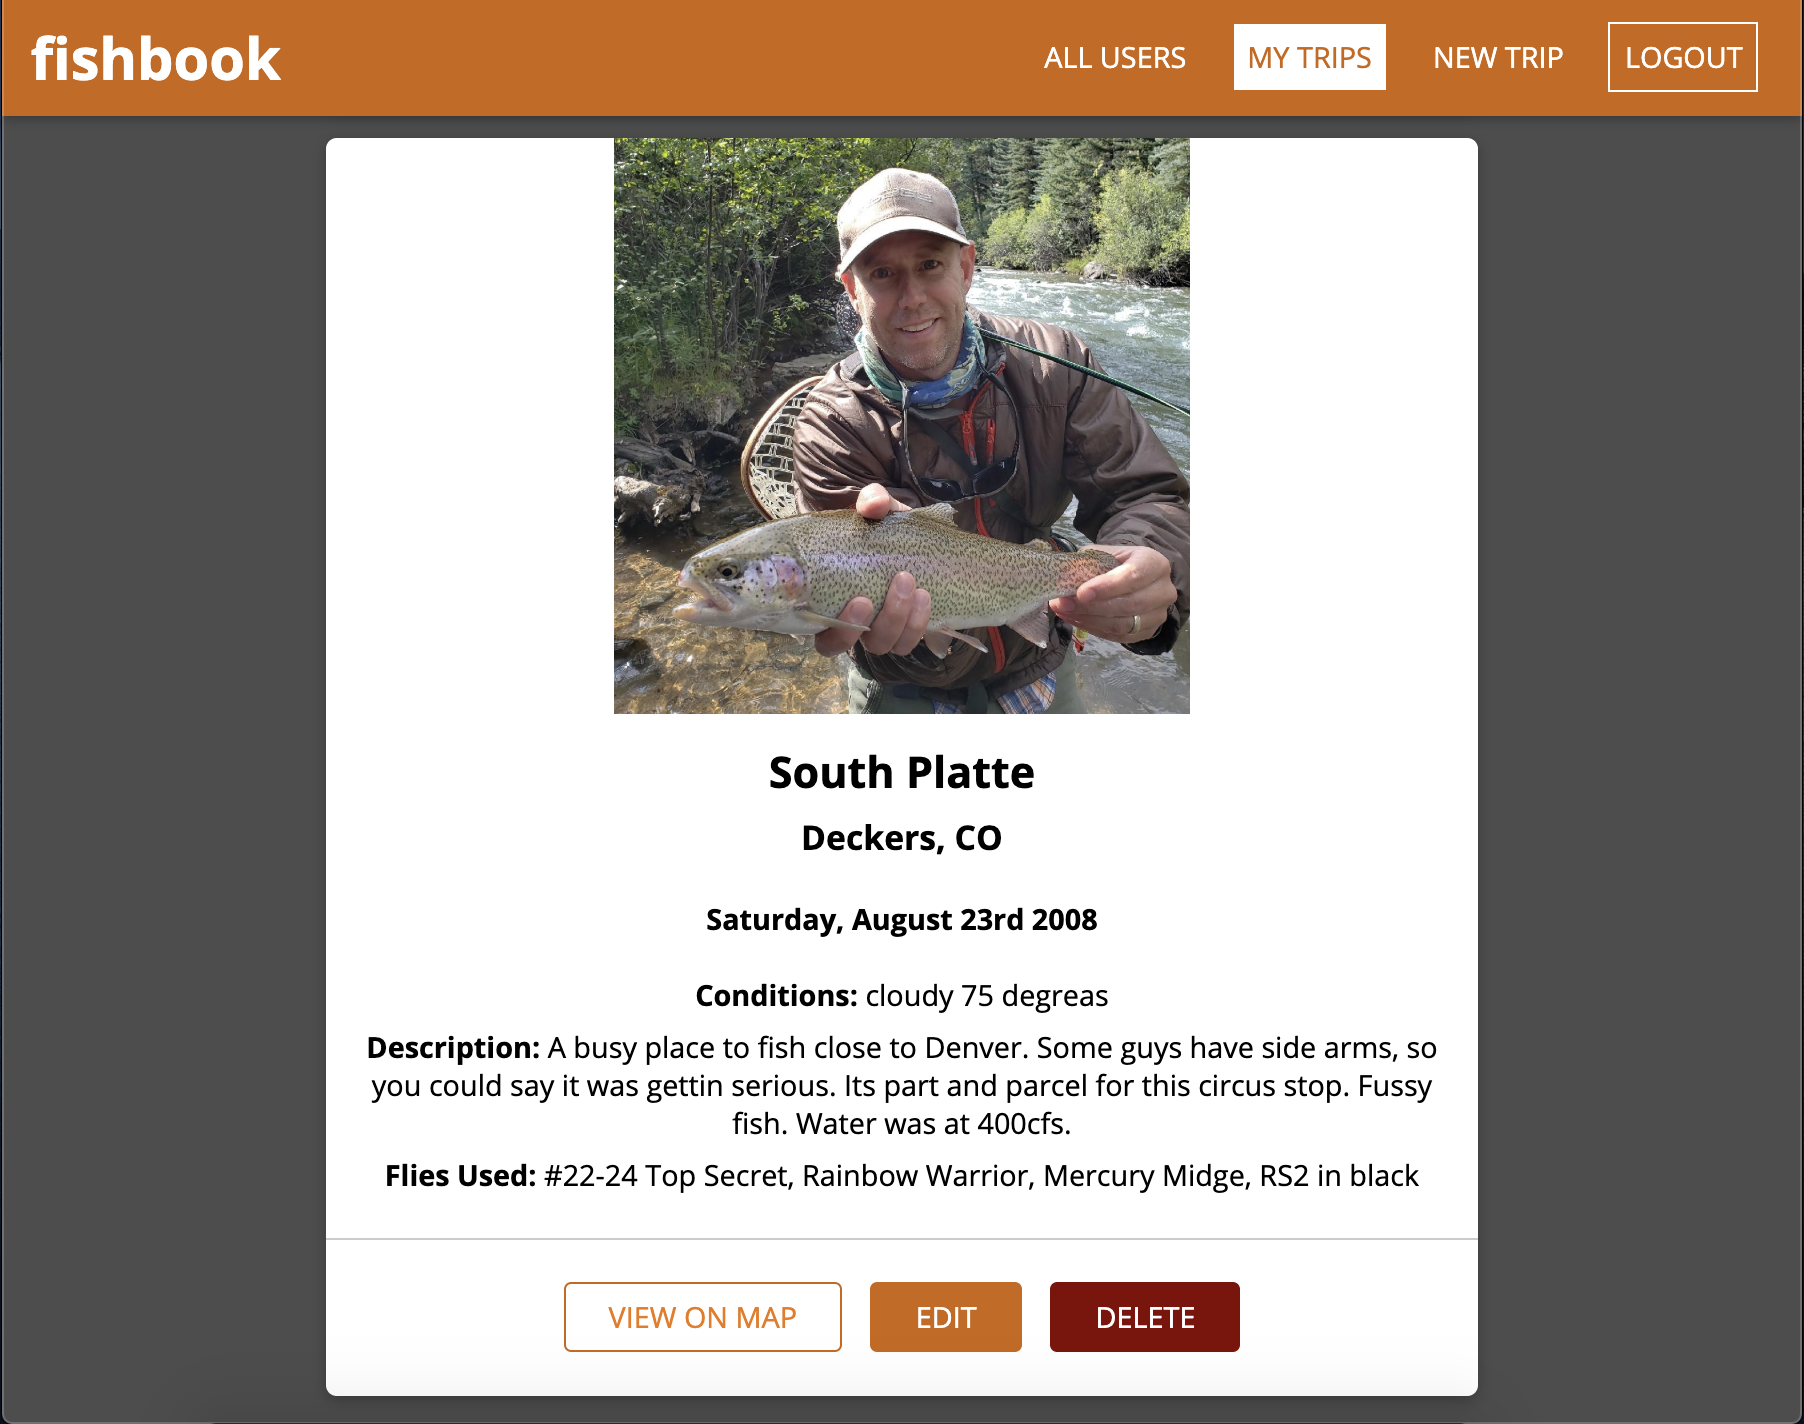 fishbook
ALL USERS MY TRIPS NEW TRIP LOGOUT
South Platte
Deckers, CO
Saturday, August 23rd 2008
Conditions: cloudy 75 degreas
Description: A busy place to fish close to Denver. Some guys have side arms, so
you could say it was gettin serious. Its part and parcel for this circus stop. Fussy
fish. Water was at 400cfs.
Flies Used: #22-24 Top Secret, Rainbow Warrior, Mercury Midge, RS2 in black
VIEW ON MAP EDIT DELETE